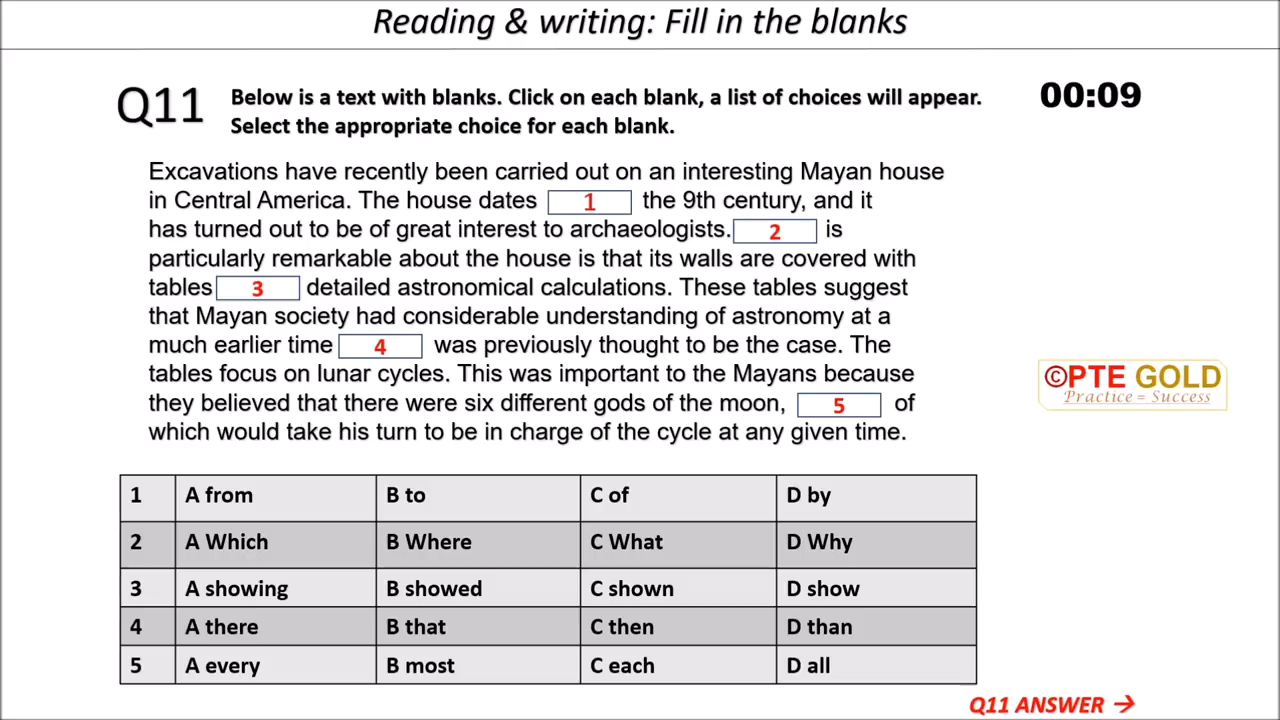 Reading & writing: Fill in the blanks
Q11
Below is a text with blanks. Click on each blank, a list of choices will appear.
Select the appropriate choice for each blank.
00:09
Excavations have recently been carried out on an interesting Mayan house
in Central America. The house dates 1 the 9th century, and it
has turned out to be of great interest to archaeologists. 2 is
particularly remarkable about the house is that its walls are covered with
tables 3 detailed astronomical calculations. These tables suggest
that Mayan society had considerable understanding of astronomy at a
much earlier time 4 was previously thought to be the case. The
tables focus on lunar cycles. This was important to the Mayans because
they believed that there were six different gods of the moon, 5 of
which would take his turn to be in charge of the cycle at any given time.
©PTE GOLD
Practice = Success
1 A from B to C of D by
2 A Which B Where C What D Why
3 A showing B showed C shown D show
4 A there B that C then D than
5 A every B most C each D all
Q11 ANSWER →